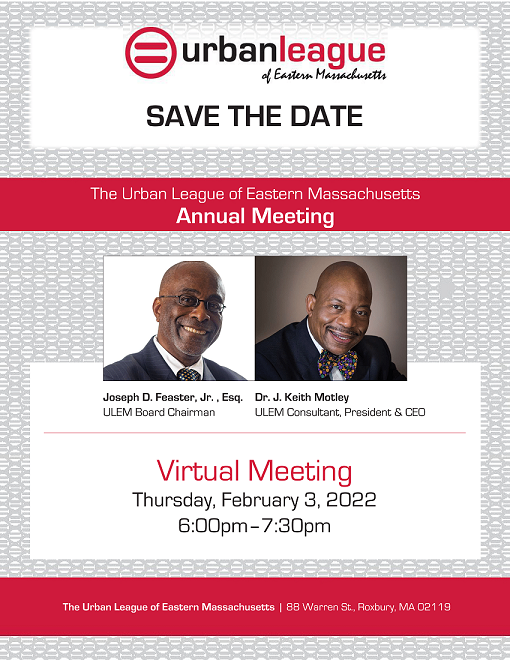 urbanleague
of Eastern Massachusetts
SAVE THE DATE
The Urban League of Eastern Massachusetts
Annual Meeting
Joseph D. Feaster, Jr. , Esq.
ULEM Board Chairman
Dr. J. Keith Motley
ULEM Consultant, President & CEO
Virtual Meeting
Thursday, February 3, 2022
6:00pm–7:30pm
The Urban League of Eastern Massachusetts | 88 Warren St., Roxbury, MA 02119